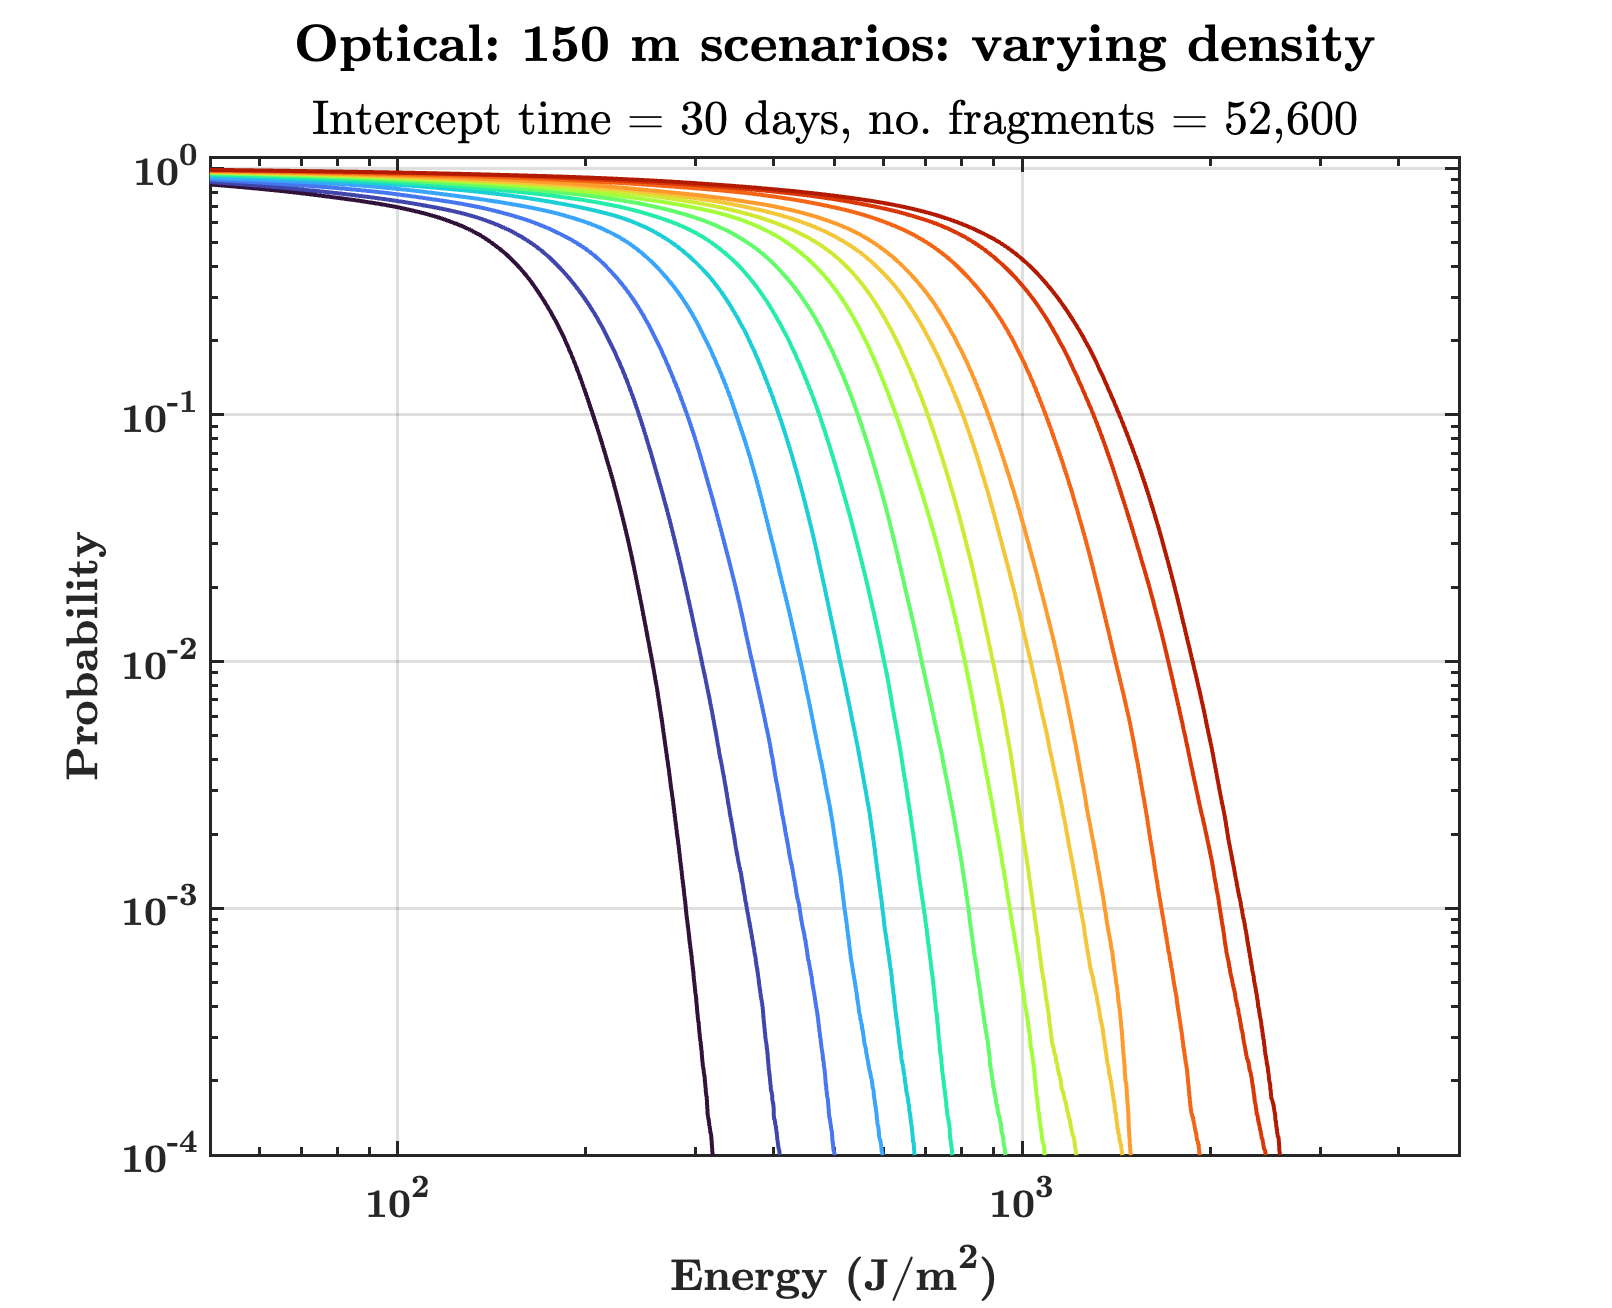 Optical: 150 m scenarios: varying density
Intercept time = 30 days, no. fragments = 52,600
10^0
10^-1
10^-2
10^-3
10^-4
Probability
10^2
10^3
Energy (J/m^2)